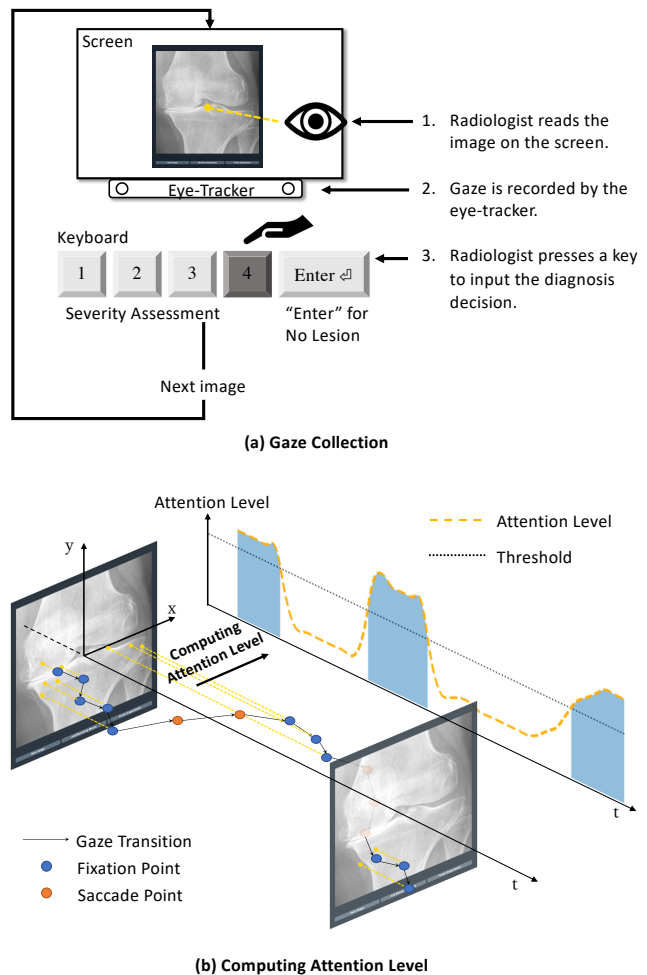 Screen
1. Radiologist reads the
image on the screen.
Eye-Tracker
2. Gaze is recorded by the
eye-tracker.
Keyboard
1 2 3 4 Enter ⏎
3. Radiologist presses a key
to input the diagnosis
decision.
Severity Assessment
“Enter” for
No Lesion
Next image
(a) Gaze Collection
Attention Level
Attention Level
Threshold
y
x
Computing
Attention Level
t
t
Gaze Transition
Fixation Point
Saccade Point
(b) Computing Attention Level